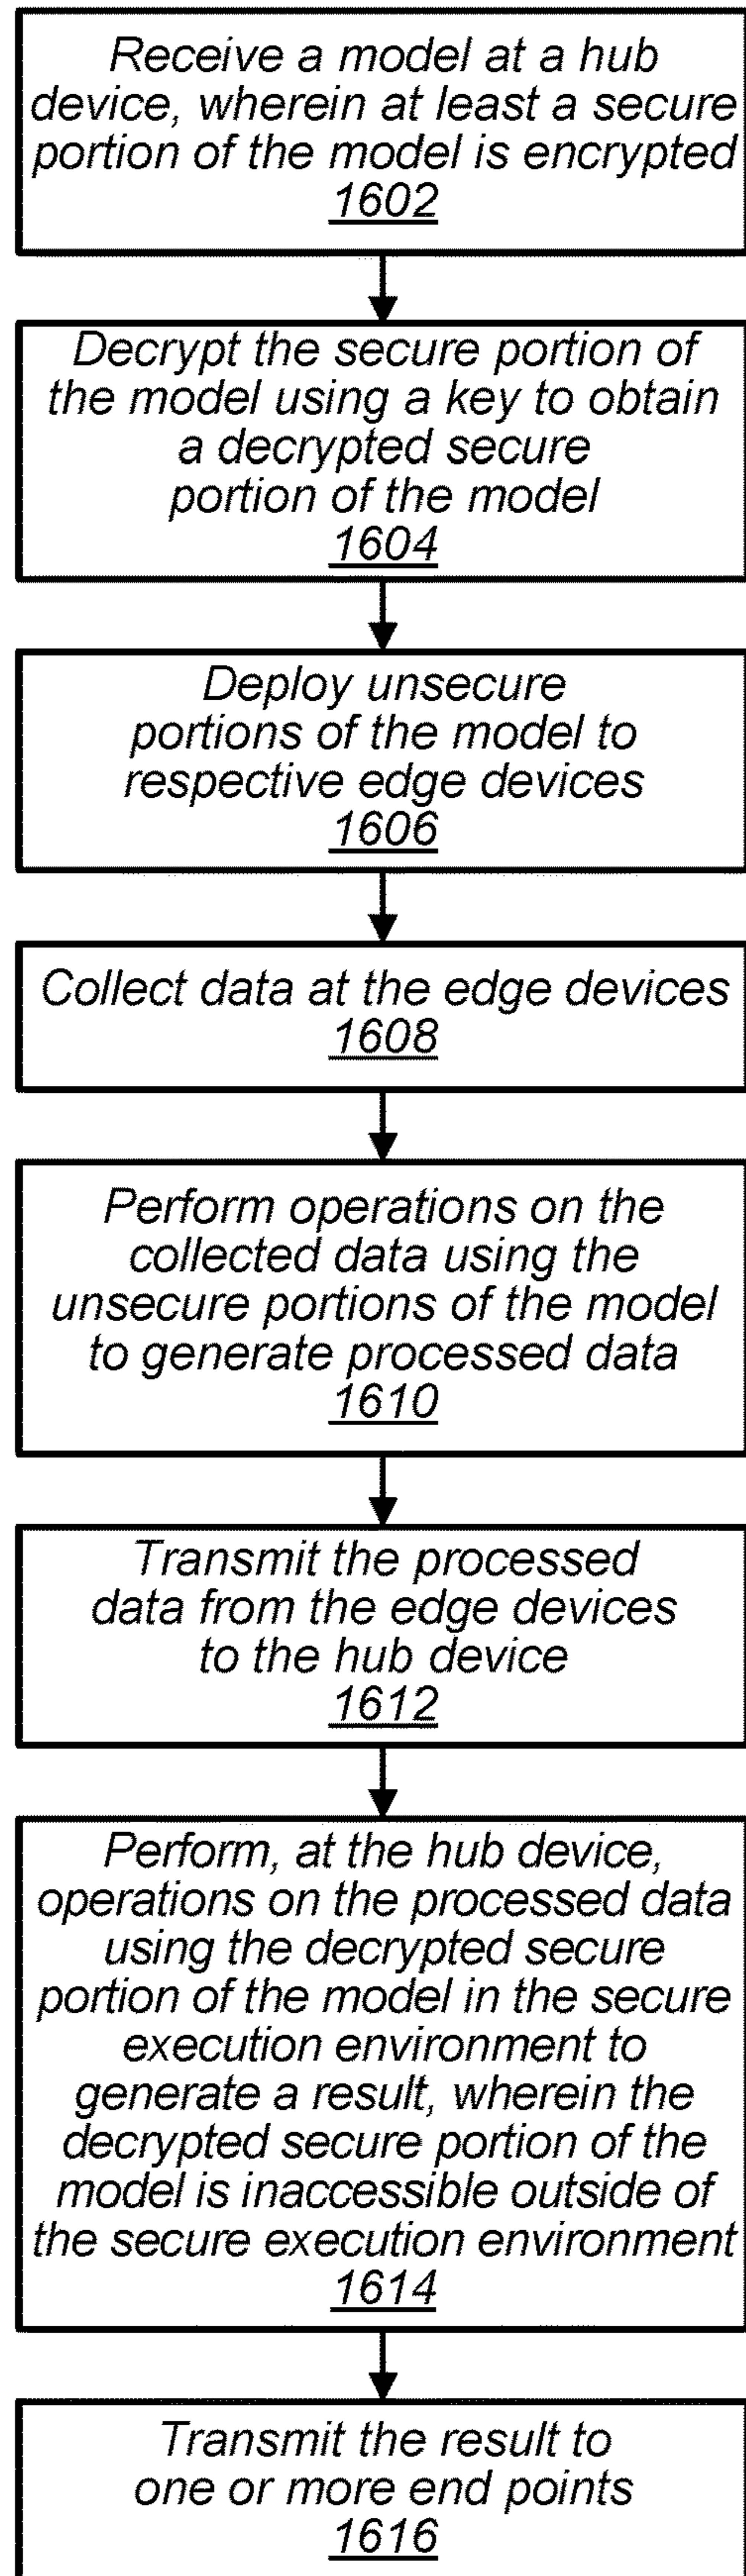 Receive a model at a hub
device, wherein at least a secure
portion of the model is encrypted
1602
Decrypt the secure portion of
the model using a key to obtain
a decrypted secure
portion of the model
1604
Deploy unsecure
portions of the model to
respective edge devices
1606
Collect data at the edge devices
1608
Perform operations on the
collected data using the
unsecure portions of the model
to generate processed data
1610
Transmit the processed
data from the edge devices
to the hub device
1612
Perform, at the hub device,
operations on the processed data
using the decrypted secure
portion of the model in the secure
execution environment to
generate a result, wherein the
decrypted secure portion of the
model is inaccessible outside of
the secure execution environment
1614
Transmit the result to
one or more end points
1616